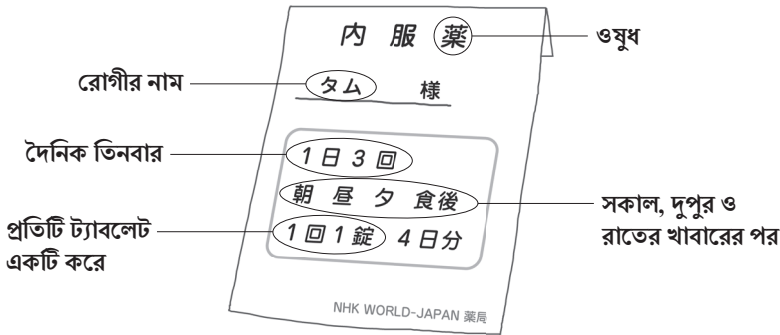 内 服 薬
ওষুধ
রোগীর নাম
タム 様
দৈনিক তিনবার
1日3回
朝 昼 夕 食後
সকাল, দুপুর ও
রাতের খাবারের পর
প্রতিটি ট্যাবলেট
একটি করে
1回1錠 4日分
NHK WORLD-JAPAN 薬局